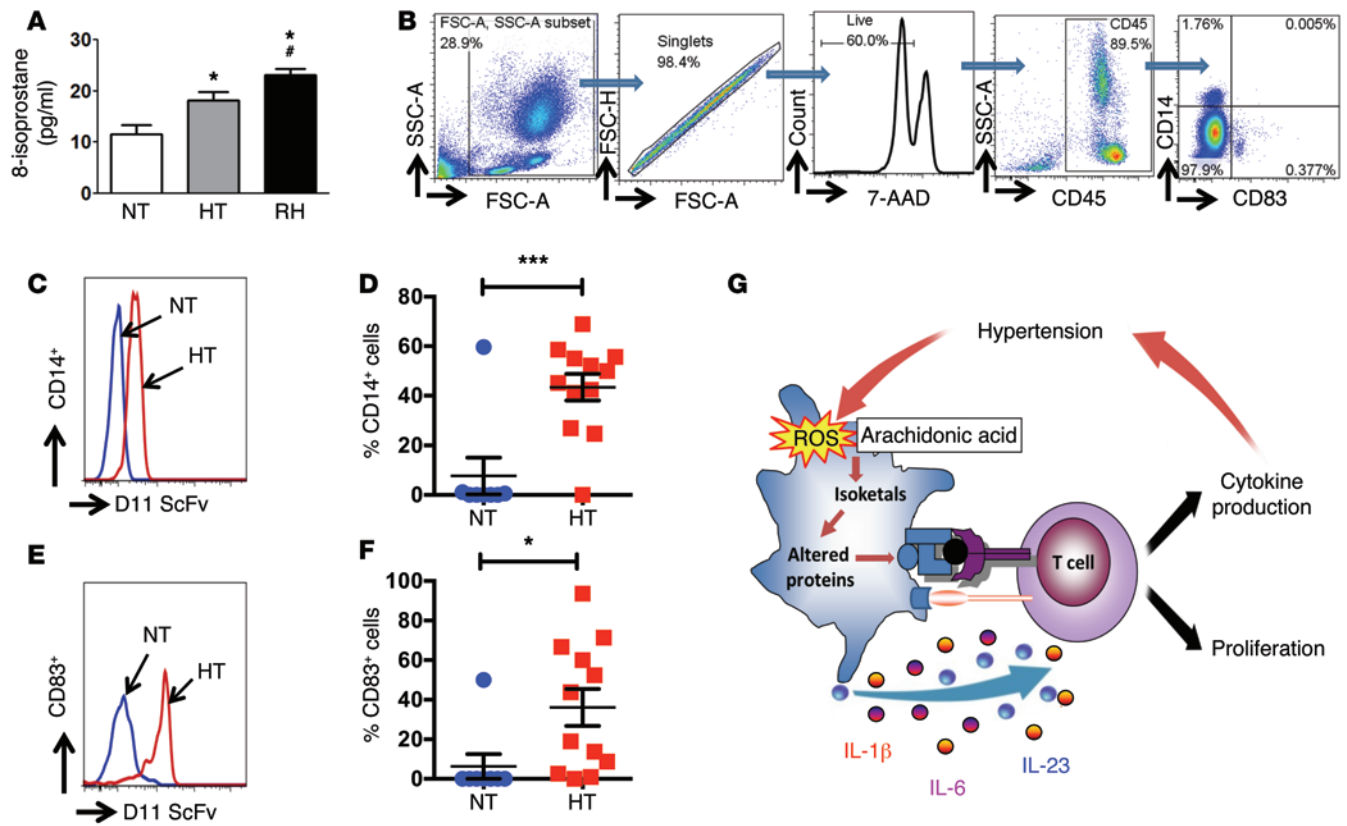 A
8-isoprostane
(pg/ml)
30
20
10
0
*
*
#
NT
HT
RH
B
FSC-A, SSC-A subset
28.9%
SSC-A
FSC-A
Singlets
98.4%
FSC-H
FSC-A
Live
60.0%
Count
7-AAD
CD45
89.5%
SSC-A
CD45
1.76%
0.005%
97.9%
0.377%
CD14
CD83
C
NT
HT
CD14+
D11 ScFv
D
***
% CD14+ cells
80
60
40
20
0
NT
HT
E
NT
HT
CD83+
D11 ScFv
F
*
% CD83+ cells
100
80
60
40
20
0
NT
HT
G
Hypertension
ROS
Arachidonic acid
Isoketals
Altered
proteins
T cell
Cytokine
production
Proliferation
IL-1β
IL-6
IL-23